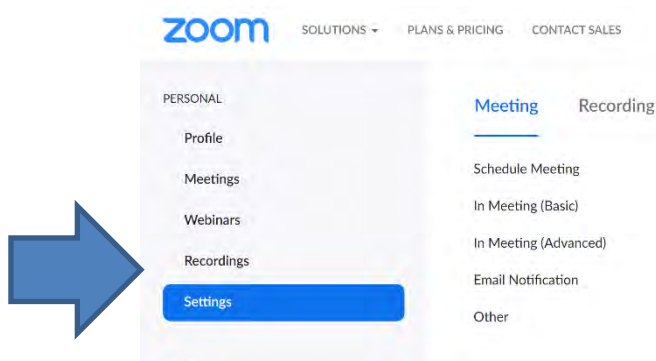 zoom SOLUTIONS PLANS & PRICING CONTACT SALES
PERSONAL
Profile
Meetings
Webinars
Recordings
Settings
Meeting Recording
Schedule Meeting
In Meeting (Basic)
In Meeting (Advanced)
Email Notification
Other